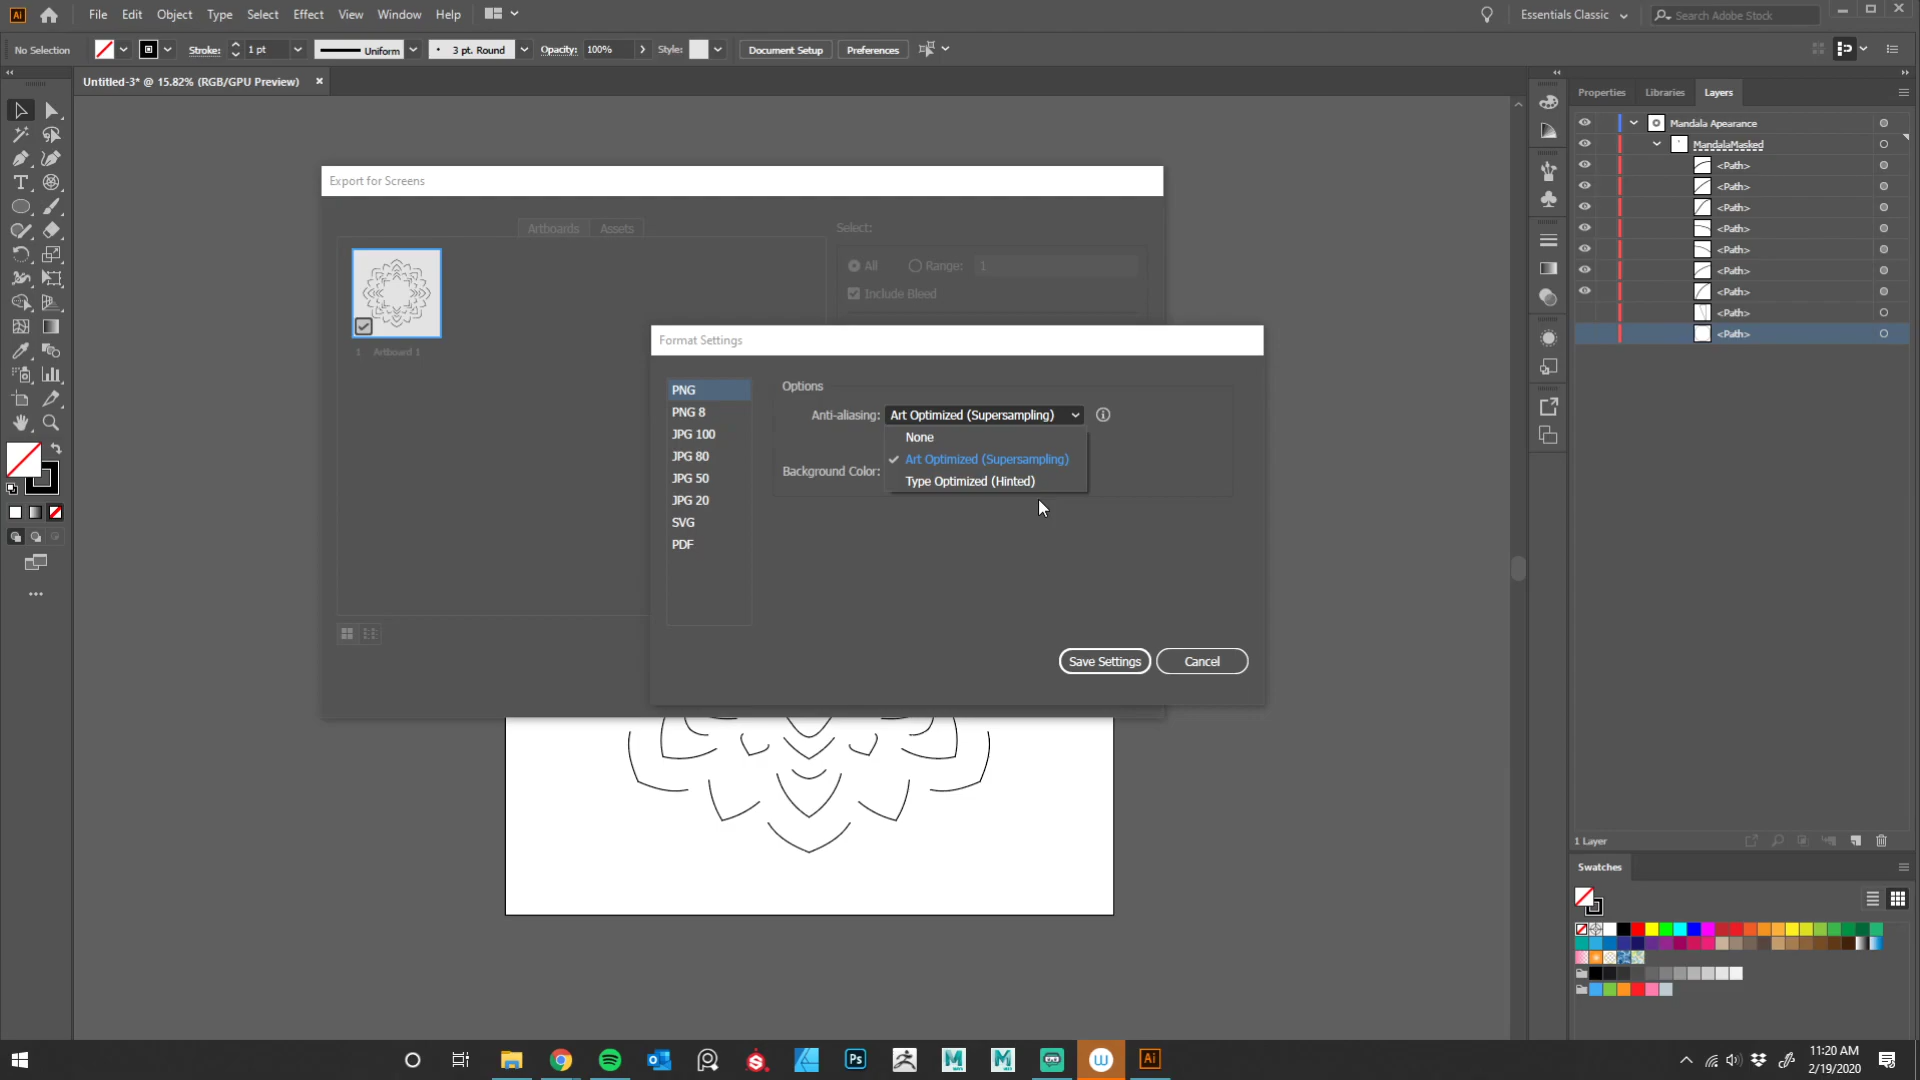 File Edit Object Type Select Effect View Window Help
Essentials Classic
Search Adobe Stock
No Selection
Stroke: 1 pt
Uniform
3 pt. Round
Opacity: 100%
Style:
Document Setup
Preferences
Untitled-3* @ 15.82% (RGB/GPU Preview)
Properties Libraries Layers
Mandala Apearance
MandalaMasked
<Path>
<Path>
<Path>
<Path>
<Path>
<Path>
<Path>
<Path>
<Path>
Export for Screens
Artboards Assets
Select:
All Range: 1
Include Bleed
1 Artboard 1
Format Settings
PNG
PNG 8
JPG 100
JPG 80
JPG 50
JPG 20
SVG
PDF
Options
Anti-aliasing: Art Optimized (Supersampling)
None
Art Optimized (Supersampling)
Type Optimized (Hinted)
Background Color:
Save Settings Cancel
1 Layer
Swatches
11:20 AM
2/19/2020